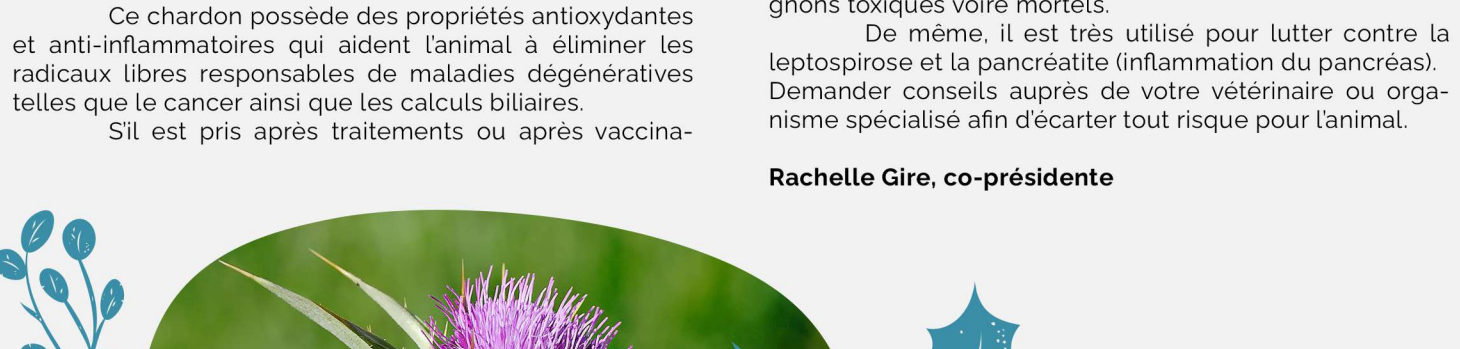 Ce chardon possède des propriétés antioxydantes
et anti-inflammatoires qui aident l'animal à éliminer les
radicaux libres responsables de maladies dégénératives
telles que le cancer ainsi que les calculs biliaires.
S'il est pris après traitements ou après vaccina-
gnons toxiques voire mortels.
De même, il est très utilisé pour lutter contre la
leptospirose et la pancréatite (inflammation du pancréas).
Demander conseils auprès de votre vétérinaire ou orga-
nisme spécialisé afin d'écarter tout risque pour l'animal.
Rachelle Gire, co-présidente